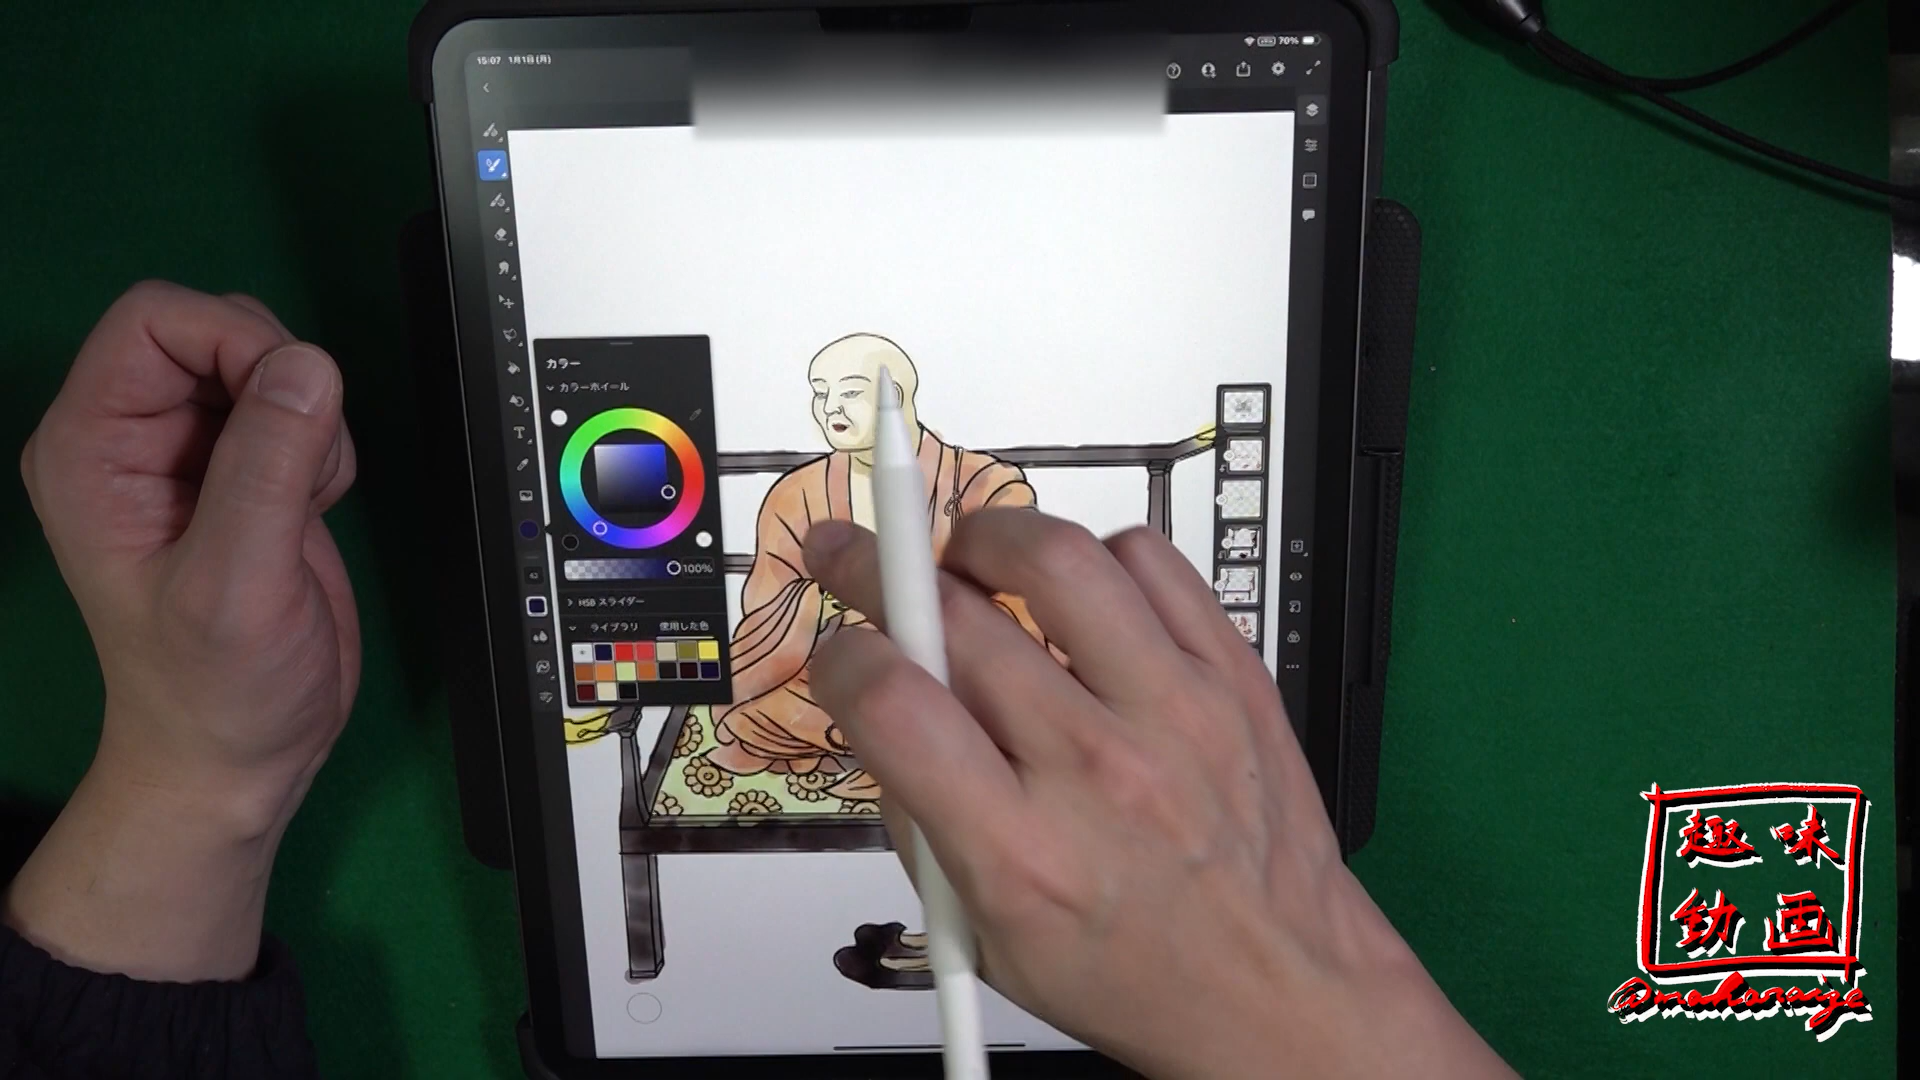 15:07 1月1日(月)
70%
カラー
カラーホイール
100%
HSB スライダー
ライブラリ 使用した色
62
T
趣味
動画
@maharaize